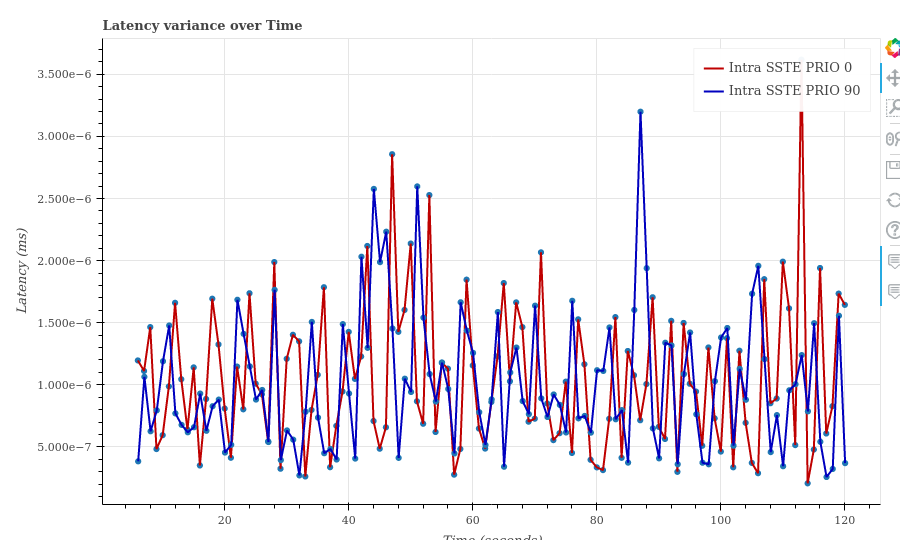 Latency variance over Time
Intra SSTE PRIO 0
Intra SSTE PRIO 90
3.500e−6
3.000e−6
2.500e−6
2.000e−6
1.500e−6
1.000e−6
5.000e−7
Latency (ms)
20 40 60 80 100 120
Time (seconds)